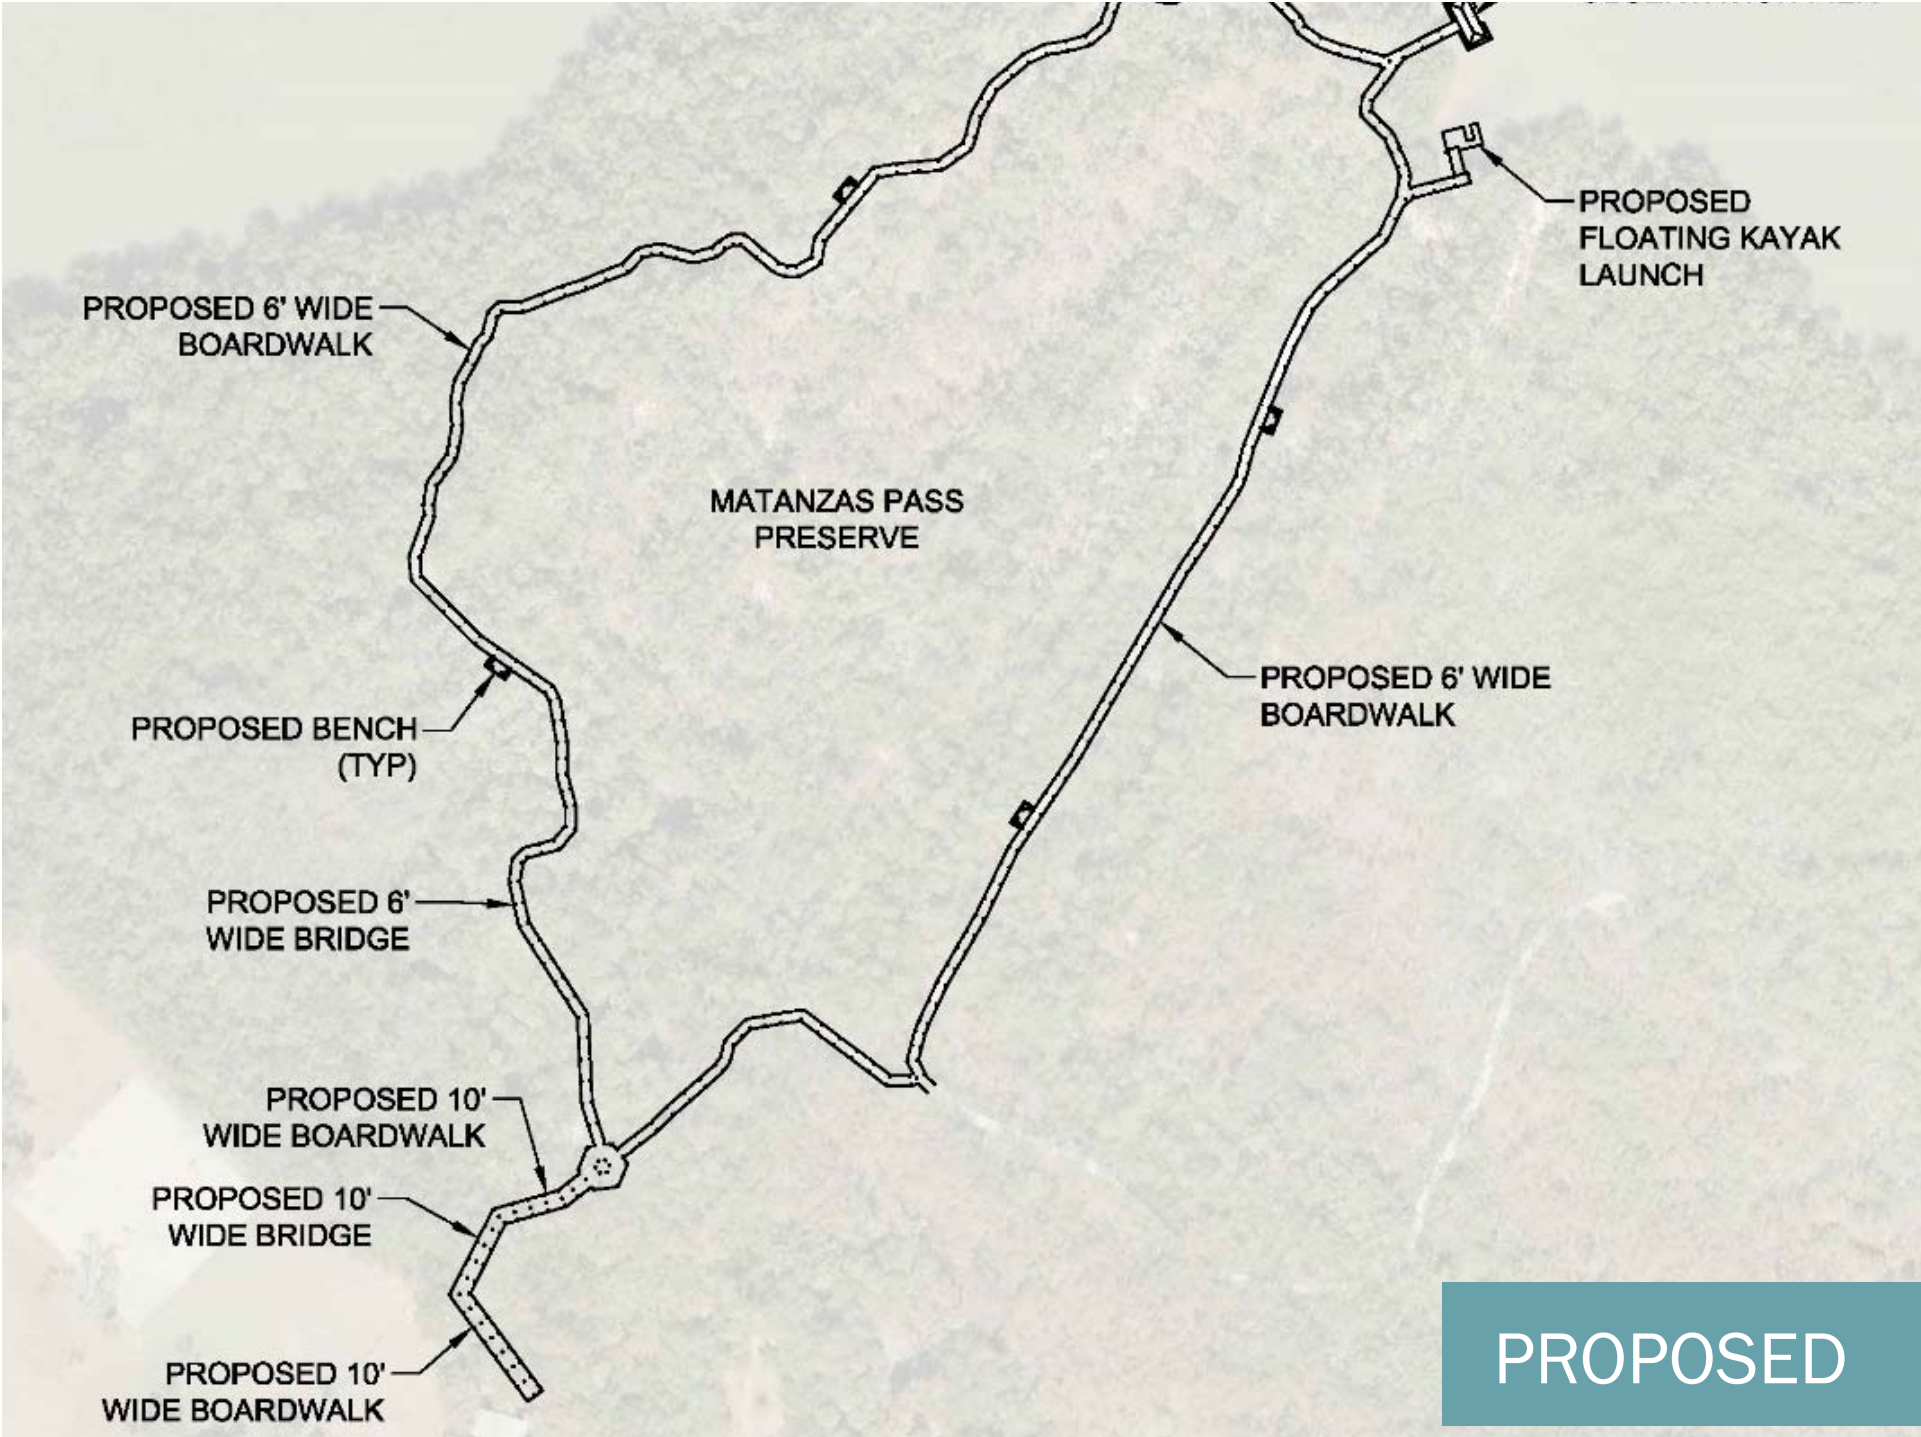 PROPOSED
FLOATING KAYAK
LAUNCH
PROPOSED 6' WIDE
BOARDWALK
MATANZAS PASS
PRESERVE
PROPOSED 6' WIDE
BOARDWALK
PROPOSED BENCH
(TYP)
PROPOSED 6'
WIDE BRIDGE
PROPOSED 10'
WIDE BOARDWALK
PROPOSED 10'
WIDE BRIDGE
PROPOSED 10'
WIDE BOARDWALK
PROPOSED